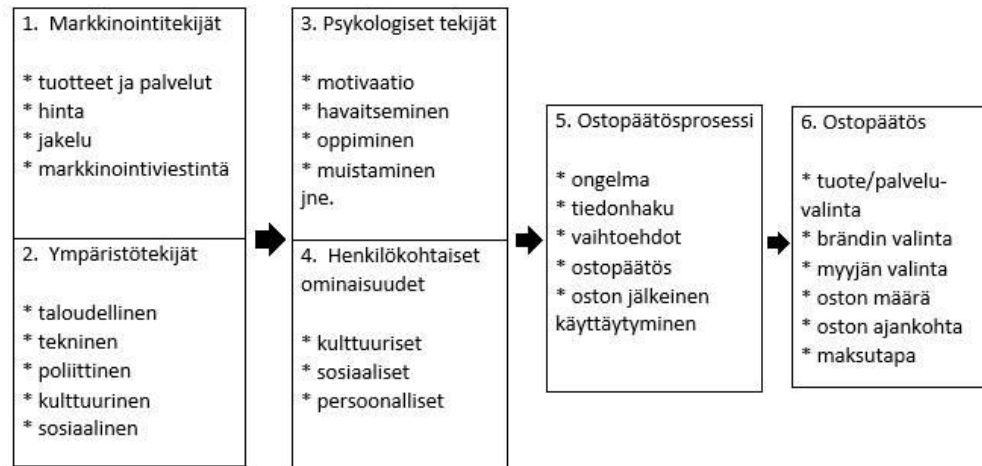 1. Markkinointitekijät
* tuotteet ja palvelut
* hinta
* jakelu
* markkinointiviestintä
2. Ympäristötekijät
* taloudellinen
* tekninen
* poliittinen
* kulttuurinen
* sosiaalinen
3. Psykologiset tekijät
* motivaatio
* havaitseminen
* oppiminen
* muistaminen
jne.
4. Henkilökohtaiset
ominaisuudet
* kulttuuriset
* sosiaaliset
* persoonalliset
5. Ostopäätösprosessi
* ongelma
* tiedonhaku
* vaihtoehdot
* ostopäätös
* oston jälkeinen
käyttäytyminen
6. Ostopäätös
* tuote/palvelu-
valinta
* brändin valinta
* myyjän valinta
* oston määrä
* oston ajankohta
* maksutapa